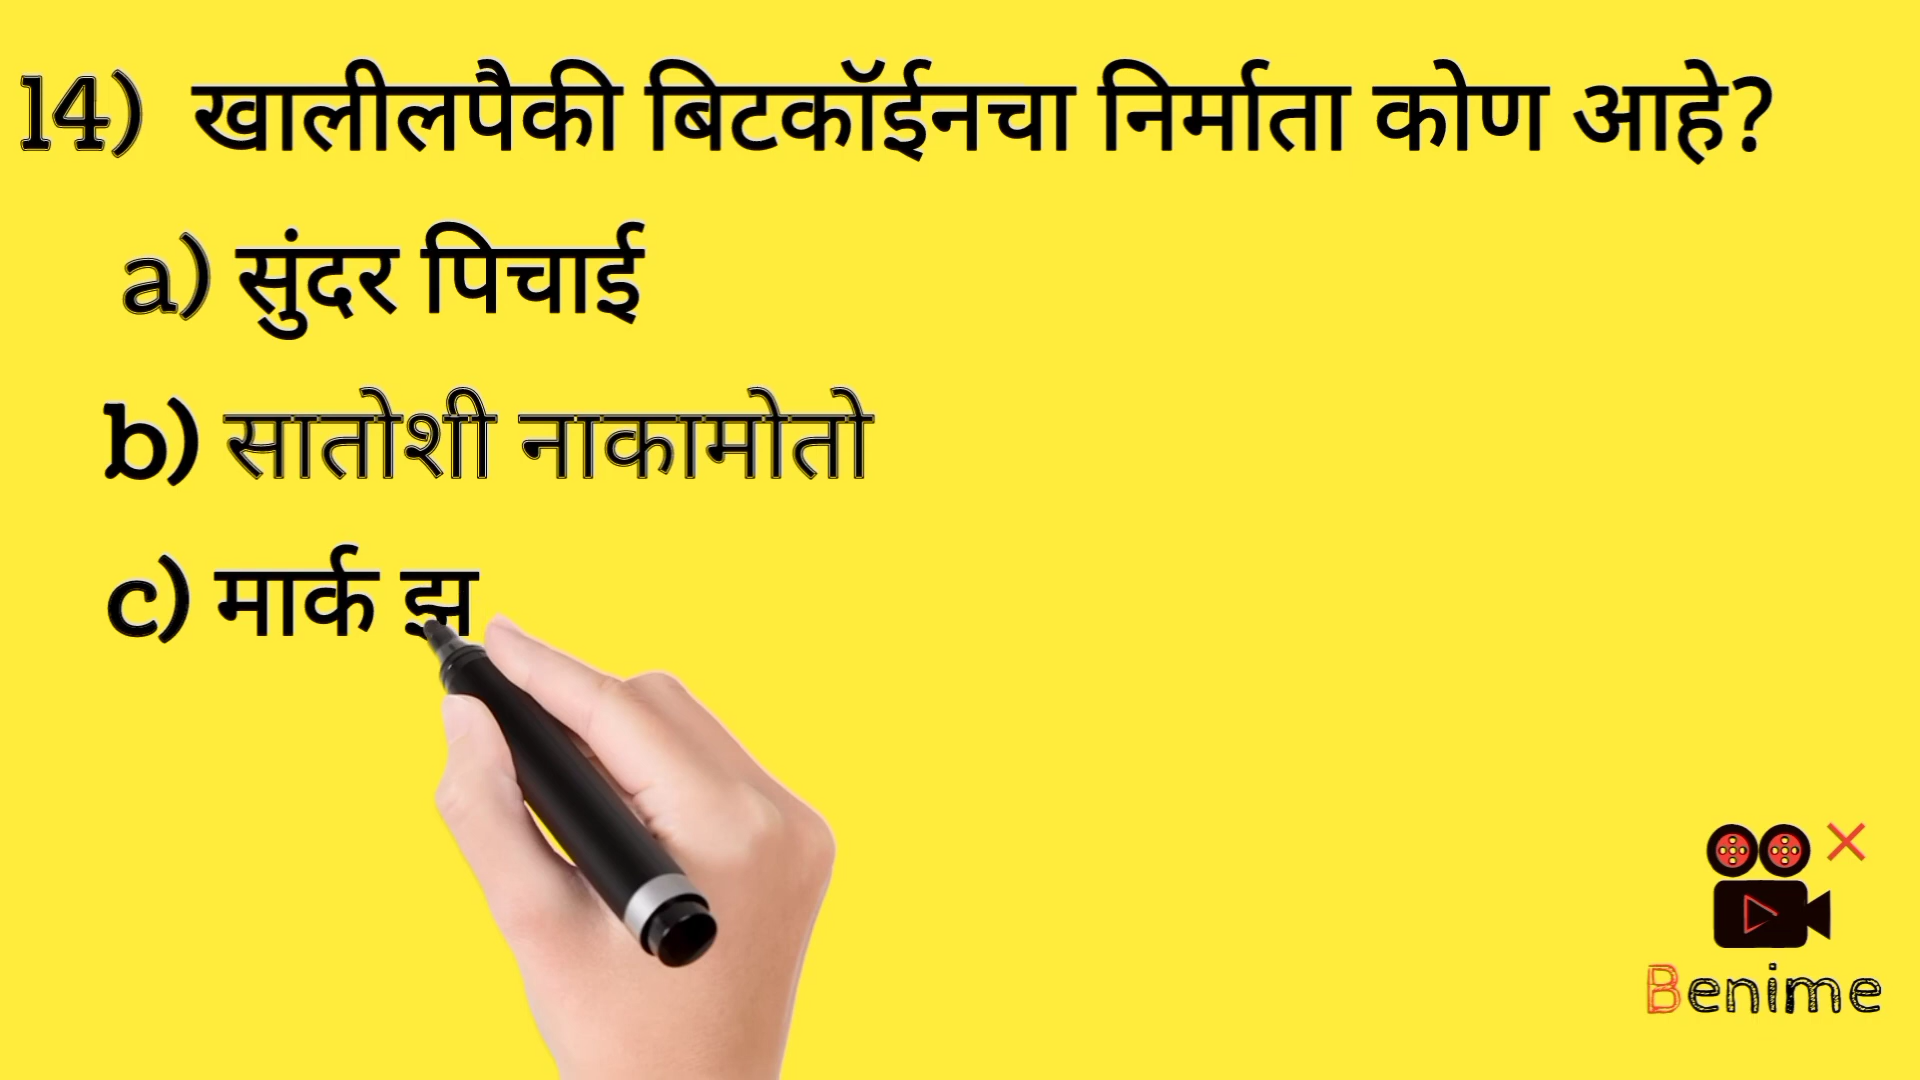 14) खालीलपैकी बिटकॉईनचा निर्माता कोण आहे?
a) सुंदर पिचाई
b) सातोशी नाकामोतो
c) मार्क झ
Benime